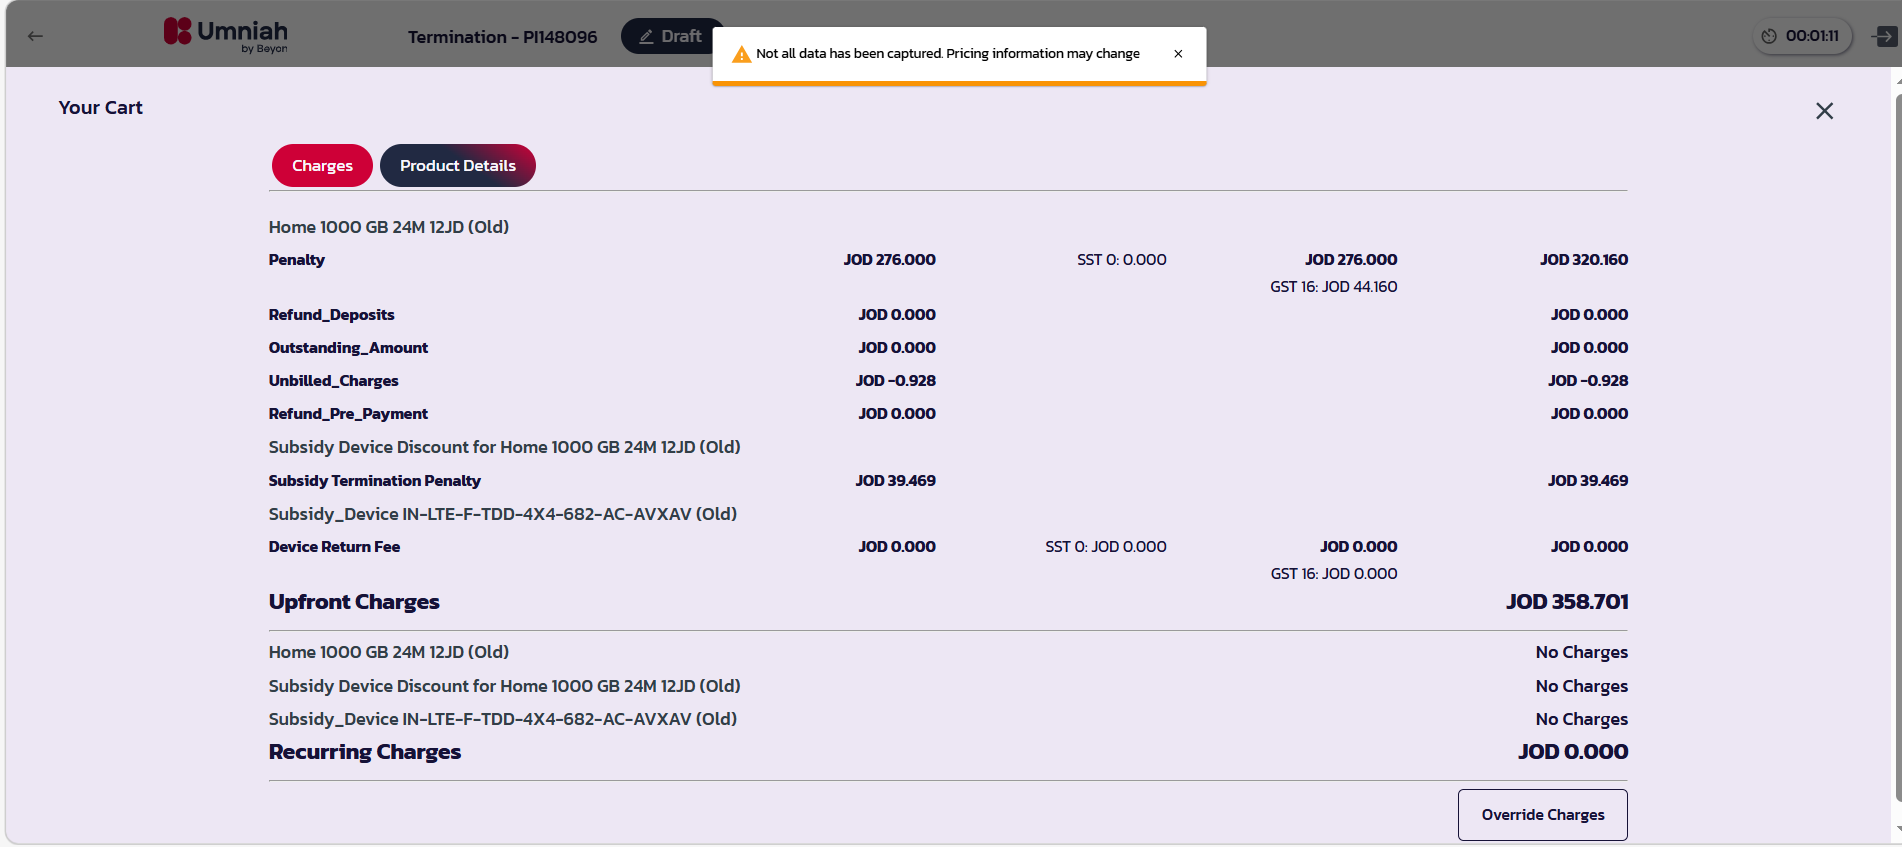 Umniah
by Beyon
Termination - PI148096
Draft
Not all data has been captured. Pricing information may change
00:01:11
Your Cart
Charges
Product Details
Home 1000 GB 24M 12JD (Old)
Penalty JOD 276.000 SST 0: 0.000 JOD 276.000 JOD 320.160
GST 16: JOD 44.160
Refund_Deposits JOD 0.000 JOD 0.000
Outstanding_Amount JOD 0.000 JOD 0.000
Unbilled_Charges JOD -0.928 JOD -0.928
Refund_Pre_Payment JOD 0.000 JOD 0.000
Subsidy Device Discount for Home 1000 GB 24M 12JD (Old)
Subsidy Termination Penalty JOD 39.469 JOD 39.469
Subsidy_Device IN-LTE-F-TDD-4X4-682-AC-AVXAV (Old)
Device Return Fee JOD 0.000 SST 0: JOD 0.000 JOD 0.000 JOD 0.000
GST 16: JOD 0.000
Upfront Charges JOD 358.701
Home 1000 GB 24M 12JD (Old) No Charges
Subsidy Device Discount for Home 1000 GB 24M 12JD (Old) No Charges
Subsidy_Device IN-LTE-F-TDD-4X4-682-AC-AVXAV (Old) No Charges
Recurring Charges JOD 0.000
Override Charges